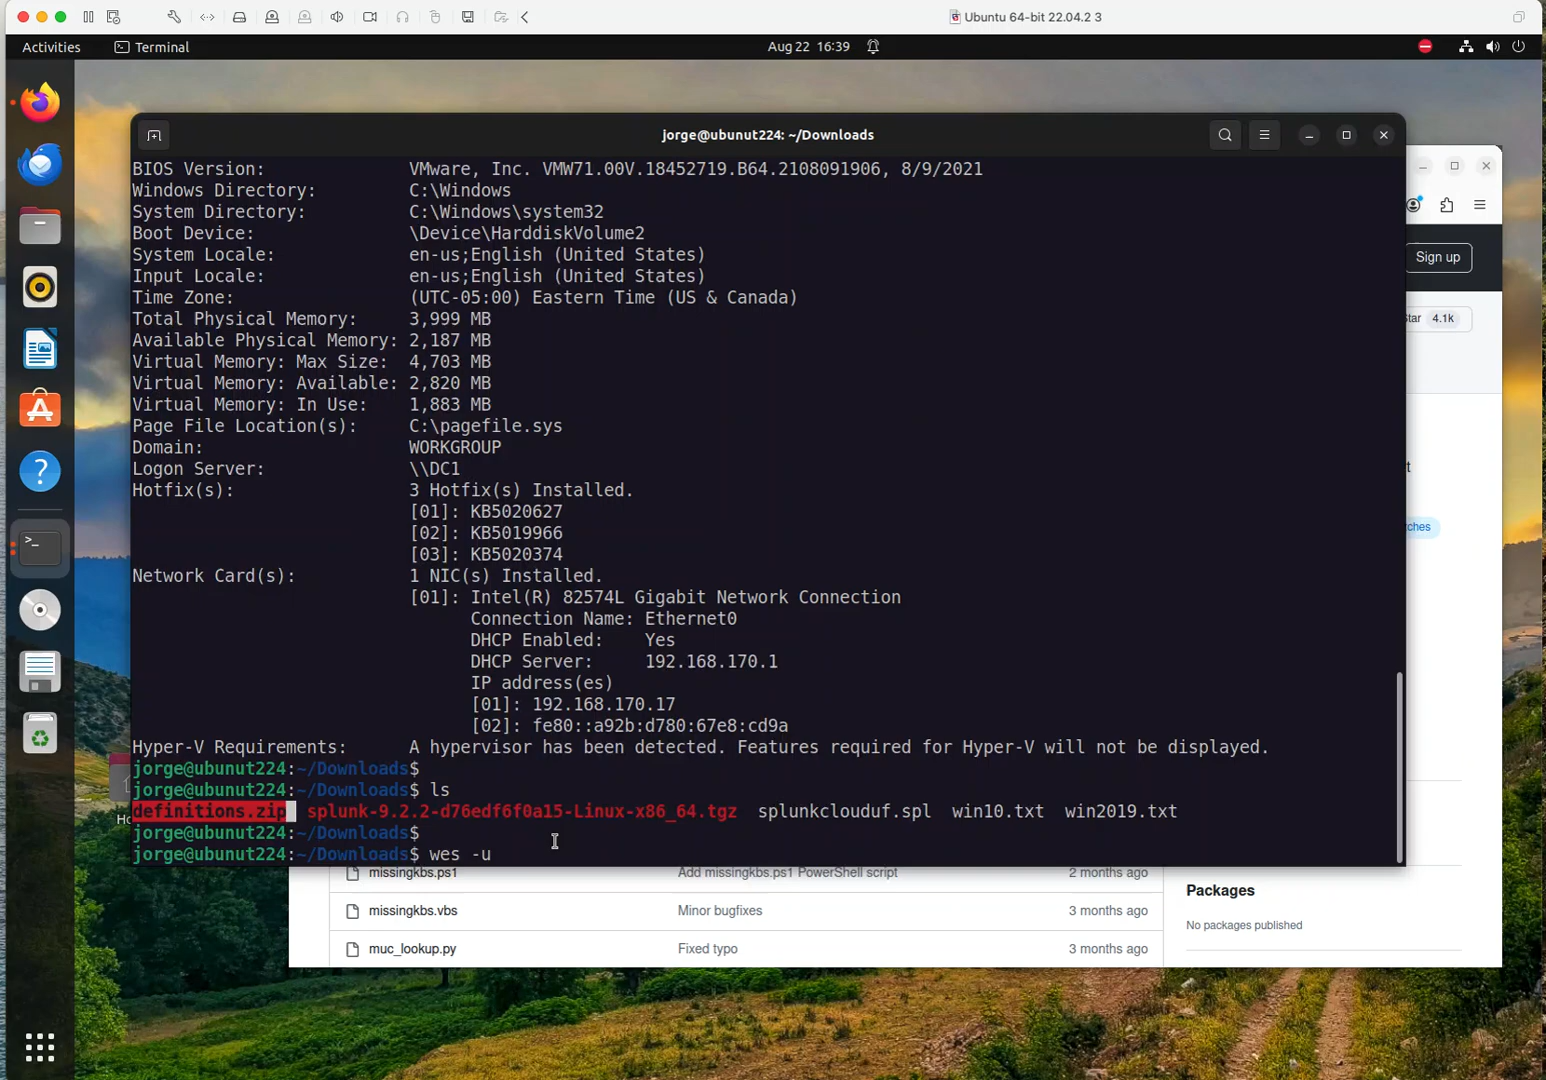 Ubuntu 64-bit 22.04.2 3
Activities
Terminal
Aug 22 16:39
jorge@ubunut224: ~/Downloads
BIOS Version: VMware, Inc. VMW71.00V.18452719.B64.2108091906, 8/9/2021
Windows Directory: C:\Windows
System Directory: C:\Windows\system32
Boot Device: \Device\HarddiskVolume2
System Locale: en-us;English (United States)
Input Locale: en-us;English (United States)
Time Zone: (UTC-05:00) Eastern Time (US & Canada)
Total Physical Memory: 3,999 MB
Available Physical Memory: 2,187 MB
Virtual Memory: Max Size: 4,703 MB
Virtual Memory: Available: 2,820 MB
Virtual Memory: In Use: 1,883 MB
Page File Location(s): C:\pagefile.sys
Domain: WORKGROUP
Logon Server: \\DC1
Hotfix(s): 3 Hotfix(s) Installed.
[01]: KB5020627
[02]: KB5019966
[03]: KB5020374
Network Card(s): 1 NIC(s) Installed.
[01]: Intel(R) 82574L Gigabit Network Connection
Connection Name: Ethernet0
DHCP Enabled: Yes
DHCP Server: 192.168.170.1
IP address(es)
[01]: 192.168.170.17
[02]: fe80::a92b:d780:67e8:cd9a
Hyper-V Requirements: A hypervisor has been detected. Features required for Hyper-V will not be displayed.
jorge@ubunut224:~/Downloads$
jorge@ubunut224:~/Downloads$ ls
definitions.zip splunk-9.2.2-d76edf6f0a15-Linux-x86_64.tgz splunkclouduf.spl win10.txt win2019.txt
jorge@ubunut224:~/Downloads$
jorge@ubunut224:~/Downloads$ wes -u
Sign up
Star 4.1k
t
ches
Ho
missingkbs.ps1 Add missingkbs.ps1 PowerShell script 2 months ago
missingkbs.vbs Minor bugfixes 3 months ago
muc_lookup.py Fixed typo 3 months ago
Packages
No packages published